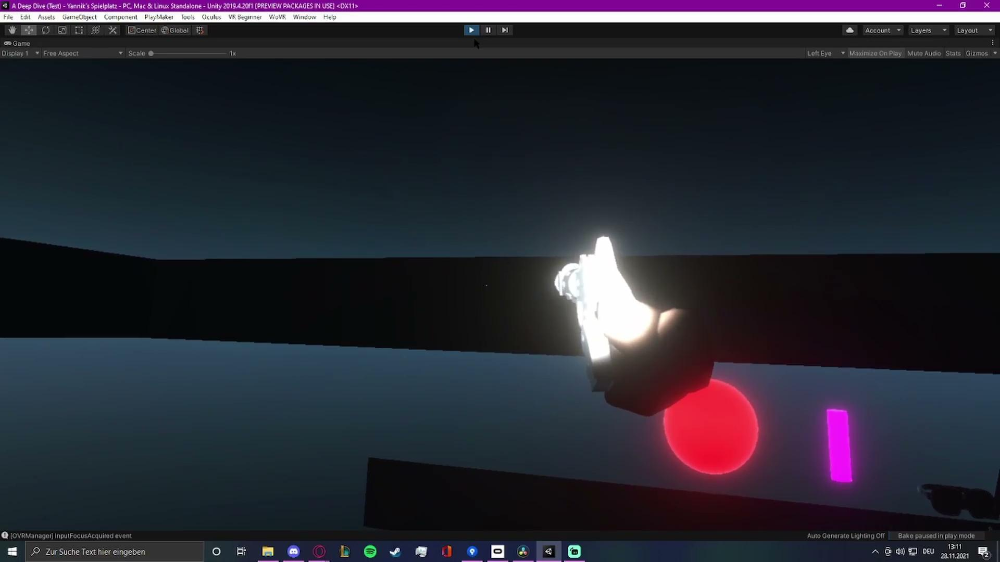 A Deep Dive (Test) - Yannik's Spielplatz - PC, Mac & Linux Standalone - Unity 2019.4.20f1 [PREVIEW PACKAGES IN USE] <DX11>
File Edit Assets GameObject Component PlayMaker Tools Oculus VR Beginner WoVR Window Help
Center Global Account Layers Layout
Game
Display 1 Free Aspect Scale 1x Left Eye Maximize On Play Mute Audio Stats Gizmos
[OVRManager] InputFocusAcquired event Auto Generate Lighting Off Bake paused in play mode
Zur Suche Text hier eingeben DEU 13:11
28.11.2021 2